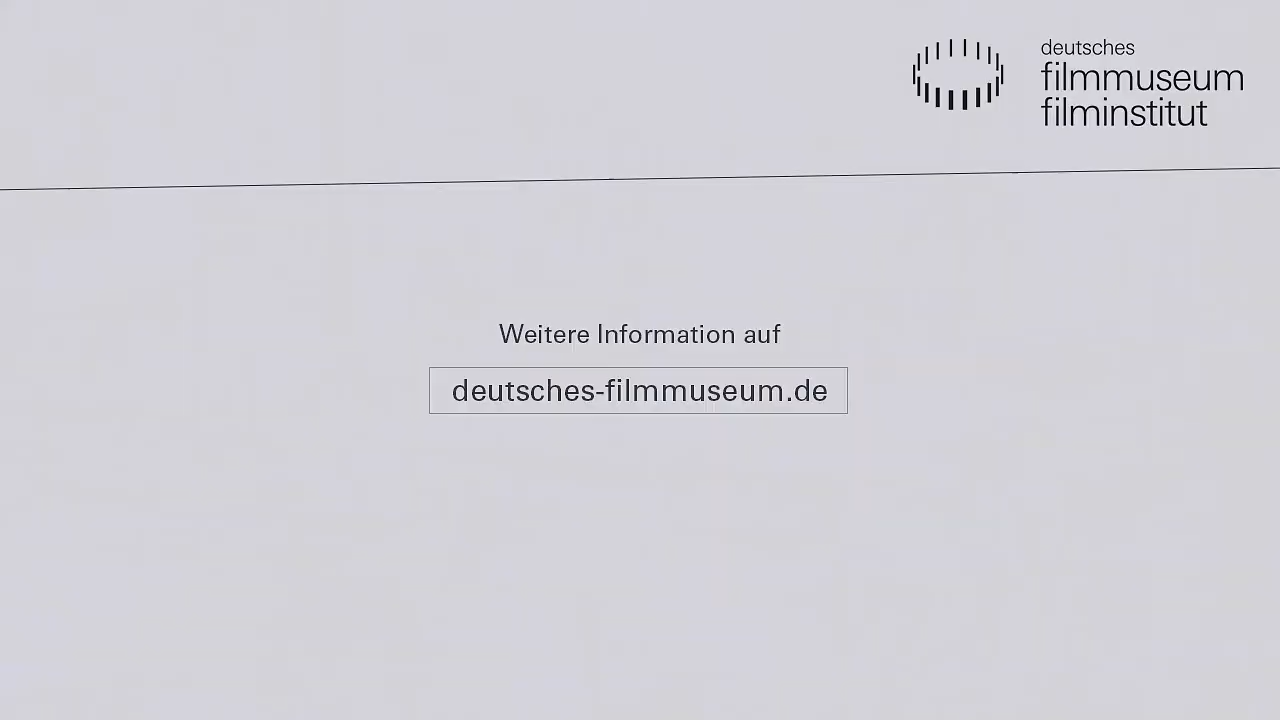 deutsches
filmmuseum
filminstitut
Weitere Information auf
deutsches-filmmuseum.de